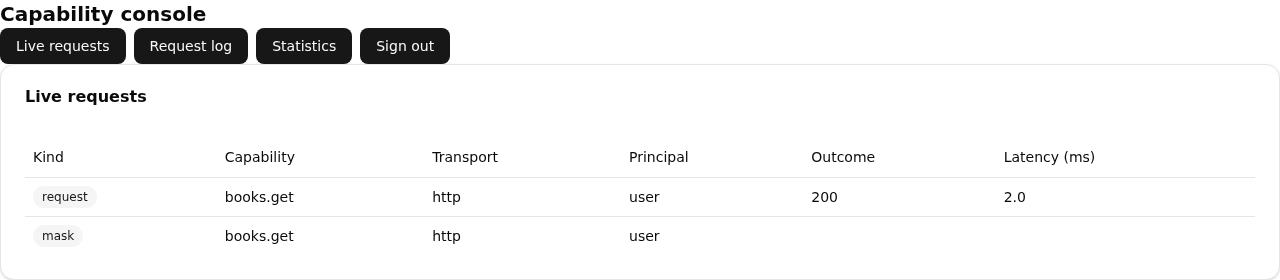 Capability console
Live requests Request log Statistics Sign out
Live requests
Kind Capability Transport Principal Outcome Latency (ms)
request books.get http user 200 2.0
mask books.get http user